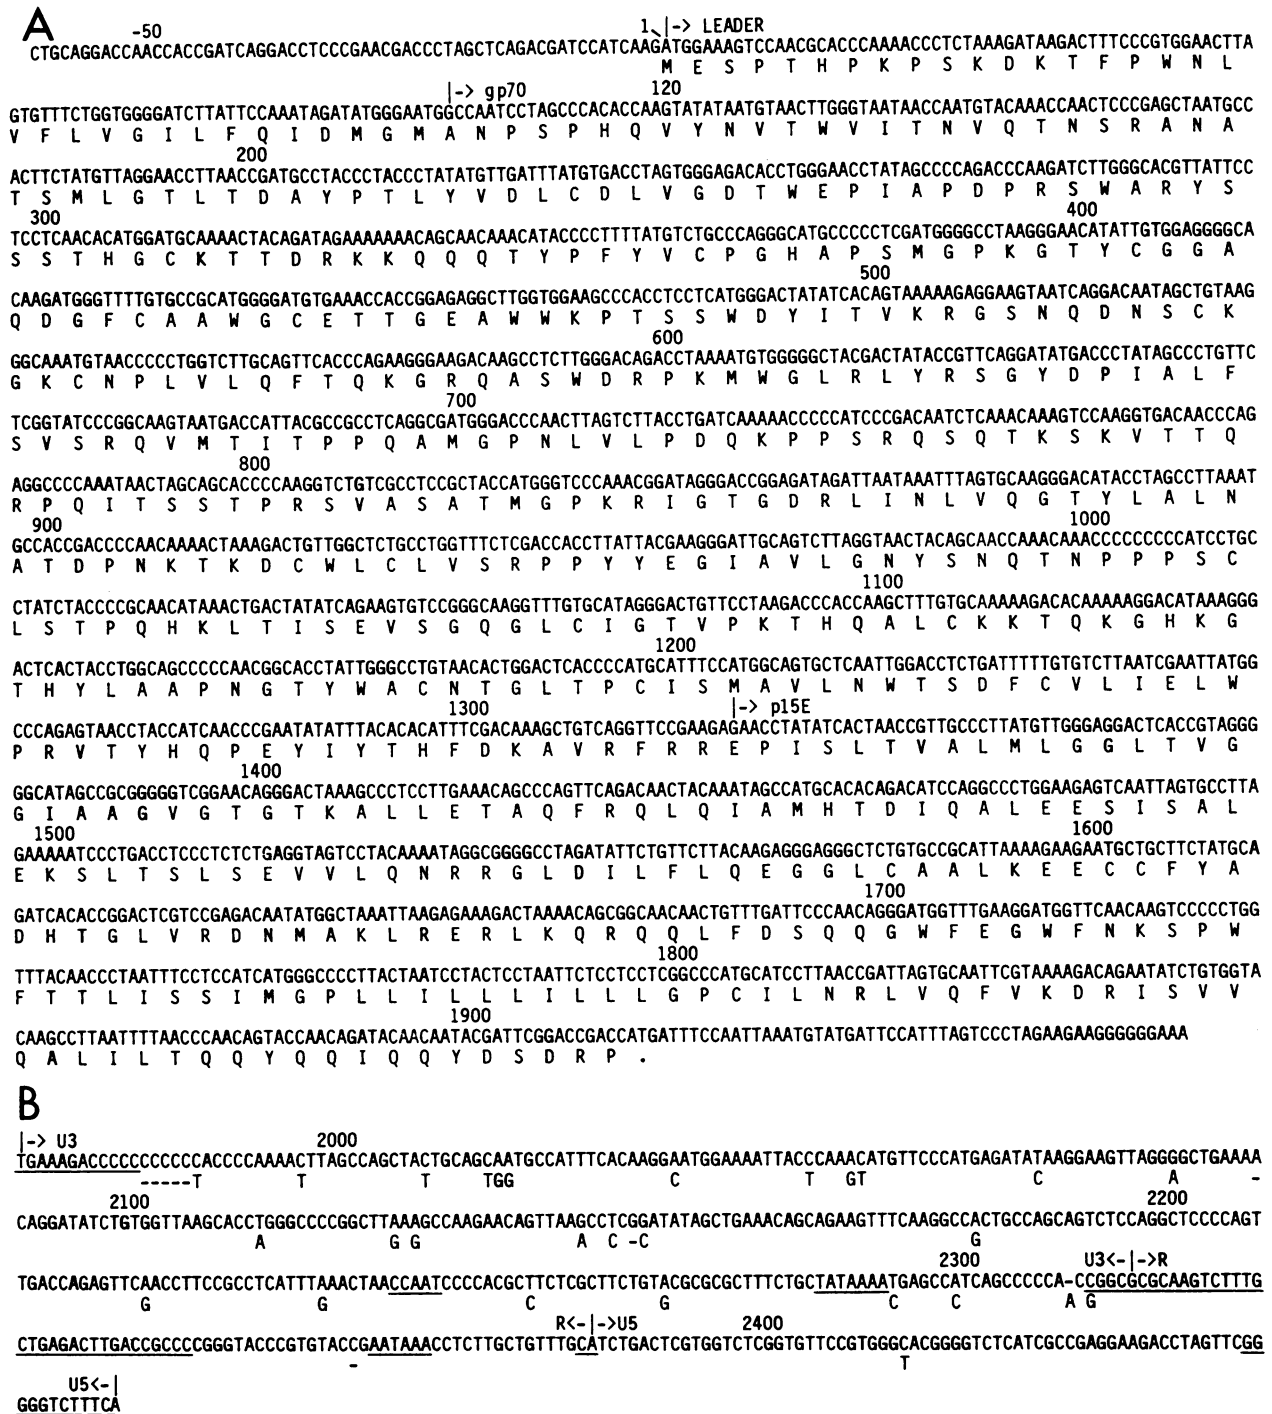 A
-50 1 |-> LEADER
CTGCAGGACCAACCACCGATCAGGACCTCCCGAACGACCCTAGCTCAGACGATCCATCAAGATGGAAAGTCCAACGCACCCAAAACCCTCTAAAGATAAGACTTTCCCGTGGAACTTA
M E S P T H P K P S K D K T F P W N L
|-> gp70 120
GTGTTTCTGGTGGGGATCTTATTCCAAATAGATATGGGAATGGCCAATCCTAGCCCACACCAAGTATATAATGTAACTTGGGTAATAACCAATGTACAAACCAACTCCCGAGCTAATGCC
V F L V G I L F Q I D M G M A N P S P H Q V Y N V T W V I T N V Q T N S R A N A
200
ACTTCTATGTTAGGAACCTTAACCGATGCCTACCCTACCCTATATGTTGATTTATGTGACCTAGTGGGAGACACCTGGGAACCTATAGCCCCAGACCCAAGATCTTGGGCACGTTATTCC
T S M L G T L T D A Y P T L Y V D L C D L V G D T W E P I A P D P R S W A R Y S
300 400
TCCTCAACACATGGATGCAAAACTACAGATAGAAAAAAACAGCAACAAACATACCCCTTTTATGTCTGCCCAGGGCATGCCCCCTCGATGGGGCCTAAGGGAACATATTGTGGAGGGGCA
S S T H G C K T T D R K K Q Q Q T Y P F Y V C P G H A P S M G P K G T Y C G G A
500
CAAGATGGGTTTTGTGCCGCATGGGGATGTGAAACCACCGGAGAGGCTTGGTGGAAGCCCACCTCCTCATGGGACTATATCACAGTAAAAAGAGGAAGTAATCAGGACAATAGCTGTAAG
Q D G F C A A W G C E T T G E A W W K P T S S W D Y I T V K R G S N Q D N S C K
600
GGCAAATGTAACCCCCTGGTCTTGCAGTTCACCCAGAAGGGAAGACAAGCCTCTTGGGACAGACCTAAAATGTGGGGGCTACGACTATACCGTTCAGGATATGACCCTATAGCCCTGTTC
G K C N P L V L Q F T Q K G R Q A S W D R P K M W G L R L Y R S G Y D P I A L F
700
TCGGTATCCCGGCAAGTAATGACCATTACGCCGCCTCAGGCGATGGGACCCAACTTAGTCTTACCTGATCAAAAACCCCCATCCCGACAATCTCAAACAAAGTCCAAGGTGACAACCCAG
S V S R Q V M T I T P P Q A M G P N L V L P D Q K P P S R Q S Q T K S K V T T Q
800
AGGCCCCAAATAACTAGCAGCACCCCAAGGTCTGTCGCCTCCGCTACCATGGGTCCCAAACGGATAGGGACCGGAGATAGATTAATAAATTTAGTGCAAGGGACATACCTAGCCTTAAAT
R P Q I T S S T P R S V A S A T M G P K R I G T G D R L I N L V Q G T Y L A L N
900 1000
GCCACCGACCCCAACAAAACTAAAGACTGTTGGCTCTGCCTGGTTTCTCGACCACCTTATTACGAAGGGATTGCAGTCTTAGGTAACTACAGCAACCAAACAAACCCCCCCCCATCCTGC
A T D P N K T K D C W L C L V S R P P Y Y E G I A V L G N Y S N Q T N P P P S C
1100
CTATCTACCCCGCAACATAAACTGACTATATCAGAAGTGTCCGGGCAAGGTTTGTGCATAGGGACTGTTCCTAAGACCCACCAAGCTTTGTGCAAAAAGACACAAAAAGGACATAAAGGG
L S T P Q H K L T I S E V S G Q G L C I G T V P K T H Q A L C K K T Q K G H K G
1200
ACTCACTACCTGGCAGCCCCCAACGGCACCTATTGGGCCTGTAACACTGGACTCACCCCATGCATTTCCATGGCAGTGCTCAATTGGACCTCTGATTTTTGTGTCTTAATCGAATTATGG
T H Y L A A P N G T Y W A C N T G L T P C I S M A V L N W T S D F C V L I E L W
1300 |-> p15E
CCCAGAGTAACCTACCATCAACCCGAATATATTTACACACATTTCGACAAAGCTGTCAGGTTCCGAAGAGAACCTATATCACTAACCGTTGCCCTTATGTTGGGAGGACTCACCGTAGGG
P R V T Y H Q P E Y I Y T H F D K A V R F R R E P I S L T V A L M L G G L T V G
1400
GGCATAGCCGCGGGGGTCGGAACAGGGACTAAAGCCCTCCTTGAAACAGCCCAGTTCAGACAACTACAAATAGCCATGCACACAGACATCCAGGCCCTGGAAGAGTCAATTAGTGCCTTA
G I A A G V G T G T K A L L E T A Q F R Q L Q I A M H T D I Q A L E E S I S A L
1500 1600
GAAAAATCCCTGACCTCCCTCTCTGAGGTAGTCCTACAAAATAGGCGGGGCCTAGATATTCTGTTCTTACAAGAGGGAGGGCTCTGTGCCGCATTAAAAGAAGAATGCTGCTTCTATGCA
E K S L T S L S E V V L Q N R R G L D I L F L Q E G G L C A A L K E E C C F Y A
1700
GATCACACCGGACTCGTCCGAGACAATATGGCTAAATTAAGAGAAAGACTAAAACAGCGGCAACAACTGTTTGATTCCCAACAGGGATGGTTTGAAGGATGGTTCAACAAGTCCCCCTGG
D H T G L V R D N M A K L R E R L K Q R Q Q L F D S Q Q G W F E G W F N K S P W
1800
TTTACAACCCTAATTTCCTCCATCATGGGCCCCTTACTAATCCTACTCCTAATTCTCCTCCTCGGCCCATGCATCCTTAACCGATTAGTGCAATTCGTAAAAGACAGAATATCTGTGGTA
F T T L I S S I M G P L L I L L L I L L L G P C I L N R L V Q F V K D R I S V V
1900
CAAGCCTTAATTTTAACCCAACAGTACCAACAGATACAACAATACGATTCGGACCGACCATGATTTCCAATTAAATGTATGATTCCATTTAGTCCCTAGAAGAAGGGGGGAAA
Q A L I L T Q Q Y Q Q I Q Q Y D S D R P .
B
|-> U3 2000
TGAAAGACCCCCCCCCCCACCCCAAAACTTAGCCAGCTACTGCAGCAATGCCATTTCACAAGGAATGGAAAATTACCCAAACATGTTCCCATGAGATATAAGGAAGTTAGGGGCTGAAAA
-----T T T TGG C T GT C A -
2100 2200
CAGGATATCTGTGGTTAAGCACCTGGGCCCCGGCTTAAAGCCAAGAACAGTTAAGCCTCGGATATAGCTGAAACAGCAGAAGTTTCAAGGCCACTGCCAGCAGTCTCCAGGCTCCCCAGT
A G G A C -C G
2300 U3<-|->R
TGACCAGAGTTCAACCTTCCGCCTCATTTAAACTAACCAATCCCCACGCTTCTCGCTTCTGTACGCGCGCTTTCTGCTATAAAATGAGCCATCAGCCCCCA-CCGGCGCGCAAGTCTTTG
G G C G C C A G
R<-|->U5 2400
CTGAGACTTGACCGCCCCGGGTACCCGTGTACCGAATAAACCTCTTGCTGTTTGCATCTGACTCGTGGTCTCGGTGTTCCGTGGGCACGGGGTCTCATCGCCGAGGAAGACCTAGTTCGG
- T
U5<-|
GGGTCTTTCA